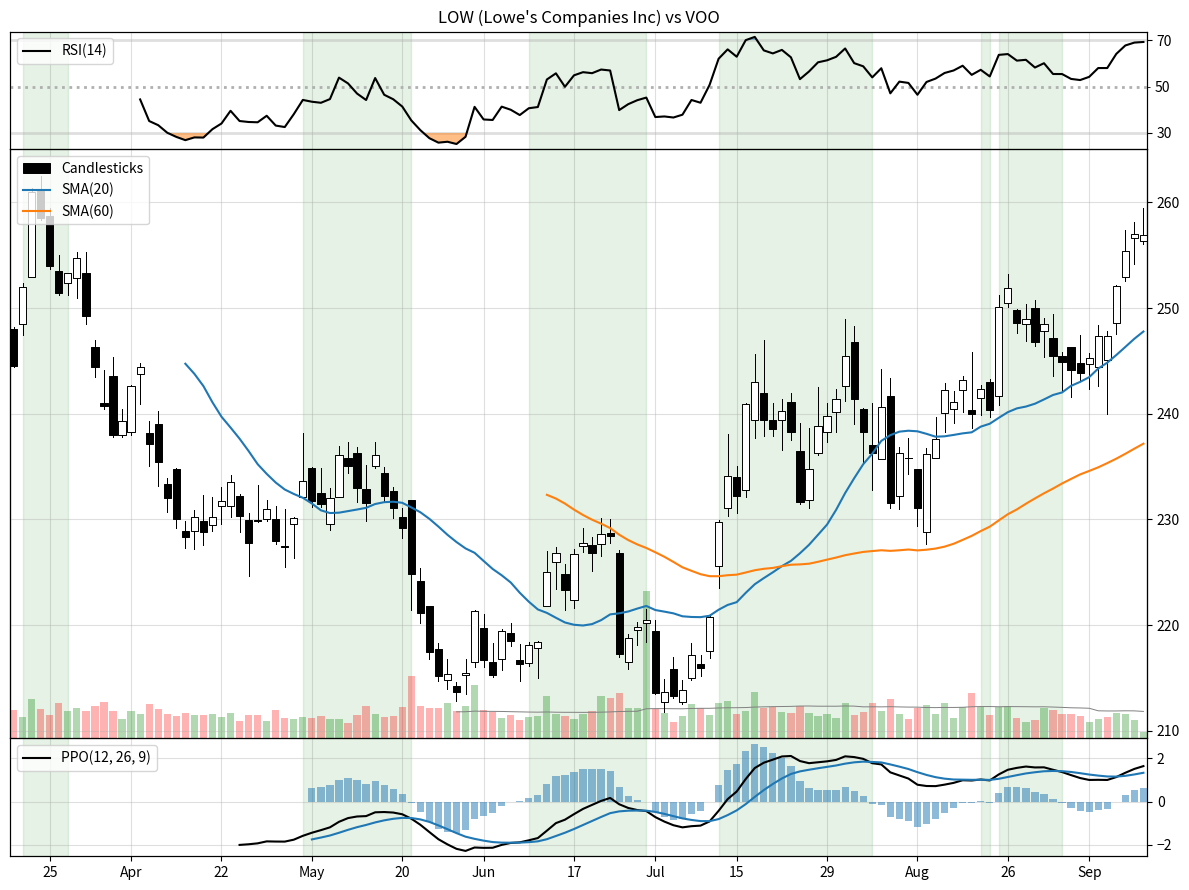 LOW (Lowe's Companies Inc) vs VOO
RSI(14)
70
50
30
Candlesticks
SMA(20)
SMA(60)
260
250
240
230
220
210
PPO(12, 26, 9)
2
0
−2
25 Apr 22 May 20 Jun 17 Jul 15 29 Aug 26 Sep